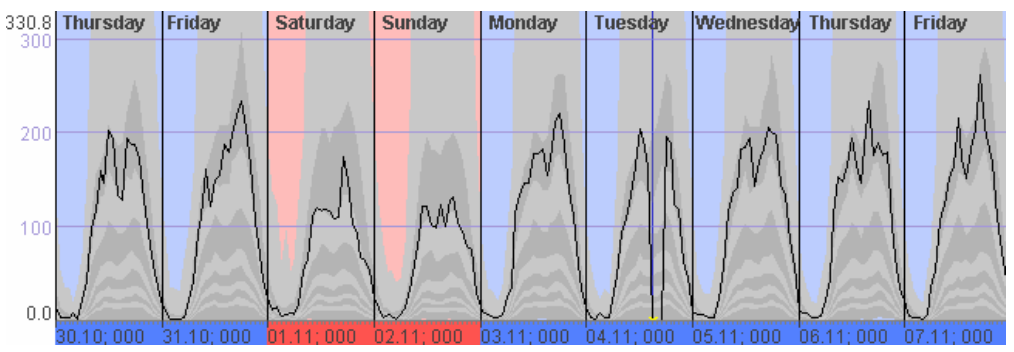 330.8 Thursday Friday Saturday Sunday Monday Tuesday Wednesday Thursday Friday
300
200
100
0.0
30.10; 000 31.10; 000 01.11; 000 02.11; 000 03.11; 000 04.11; 000 05.11; 000 06.11; 000 07.11; 000